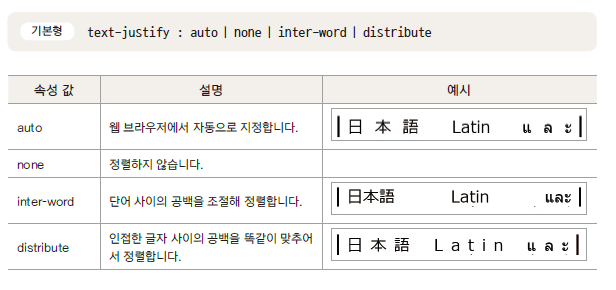 기본형 text-justify : auto | none | inter-word | distribute
속성 값 설명 예시
auto 웹 브라우저에서 자동으로 지정합니다. 日 本 語 Latin และ
none 정렬하지 않습니다.
inter-word 단어 사이의 공백을 조절해 정렬합니다. 日本語 Latin และ
distribute 인접한 글자 사이의 공백을 똑같이 맞추어
서 정렬합니다. 日 本 語 L a t i n แ ล ะ